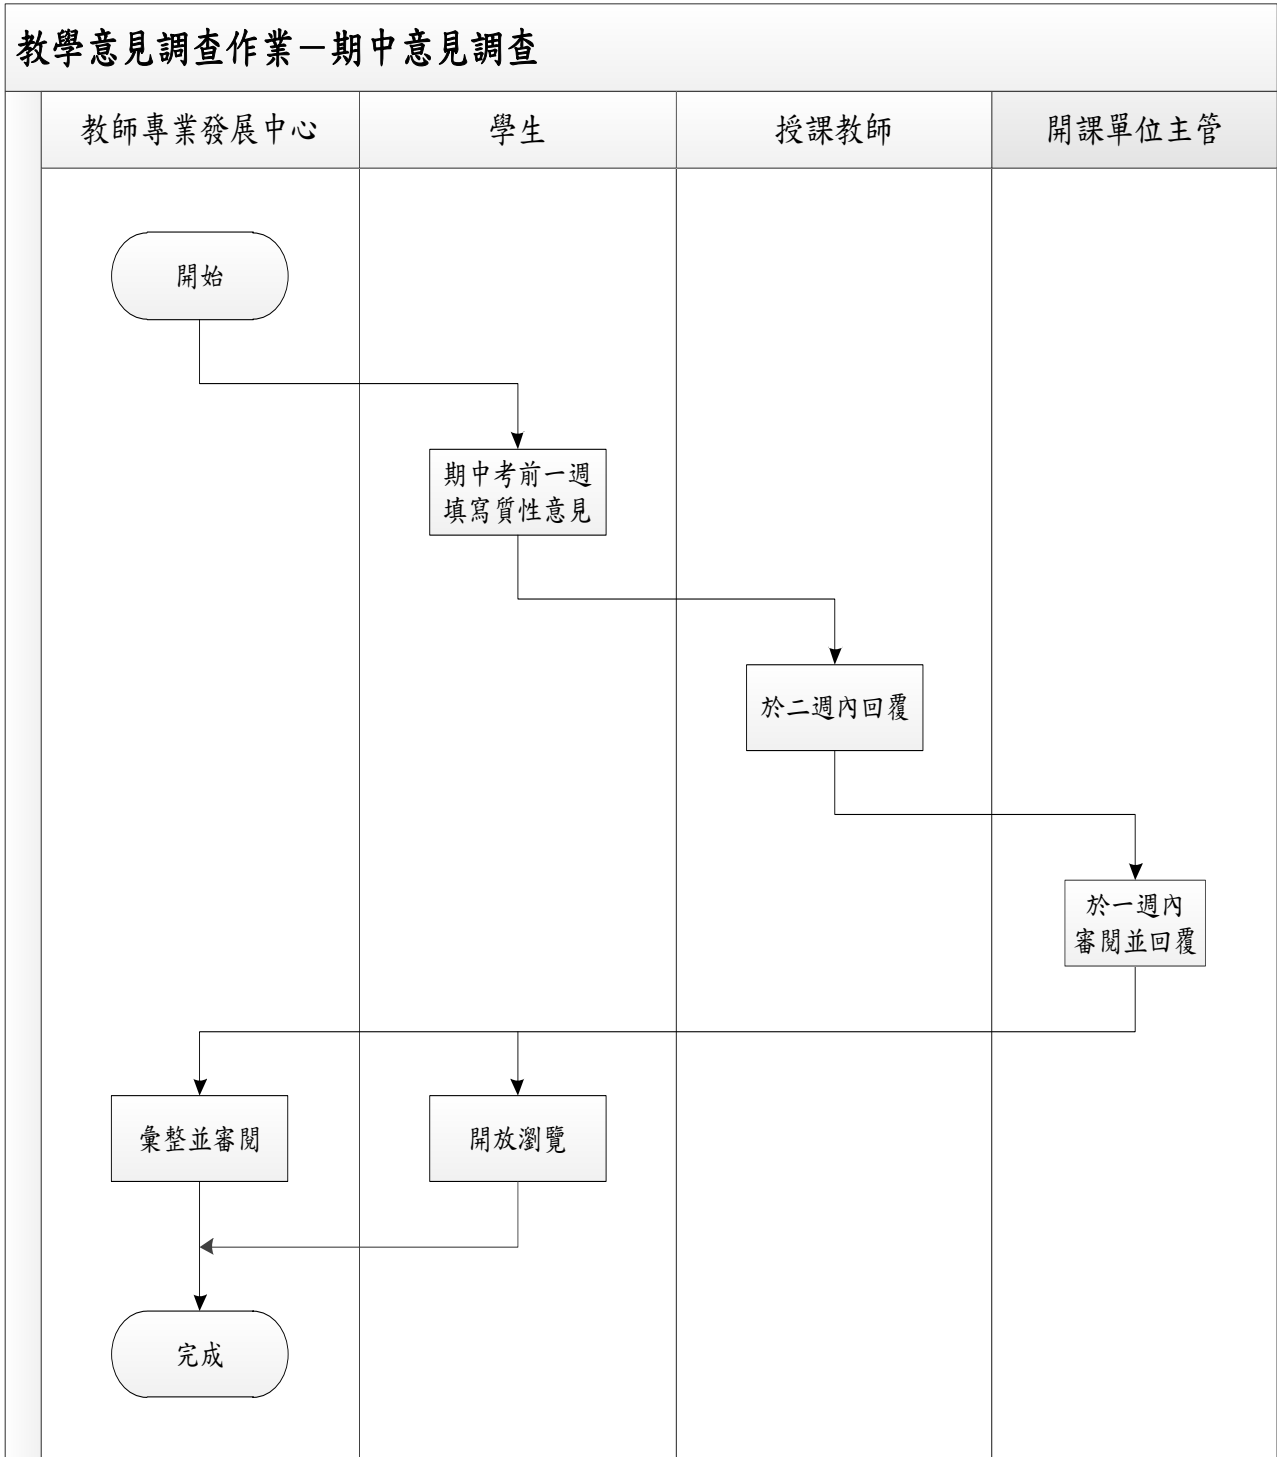 教學意見調查作業－期中意見調查
教師專業發展中心
學生
授課教師
開課單位主管
開始
期中考前一週
填寫質性意見
於二週內回覆
於一週內
審閱並回覆
彙整並審閱
開放瀏覽
完成